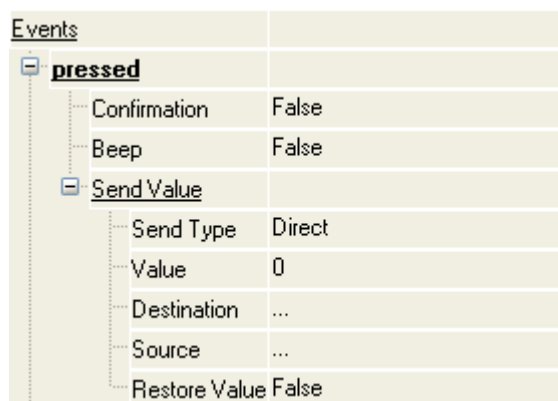 Events
pressed
Confirmation False
Beep False
Send Value
Send Type Direct
Value 0
Destination ...
Source ...
Restore Value False